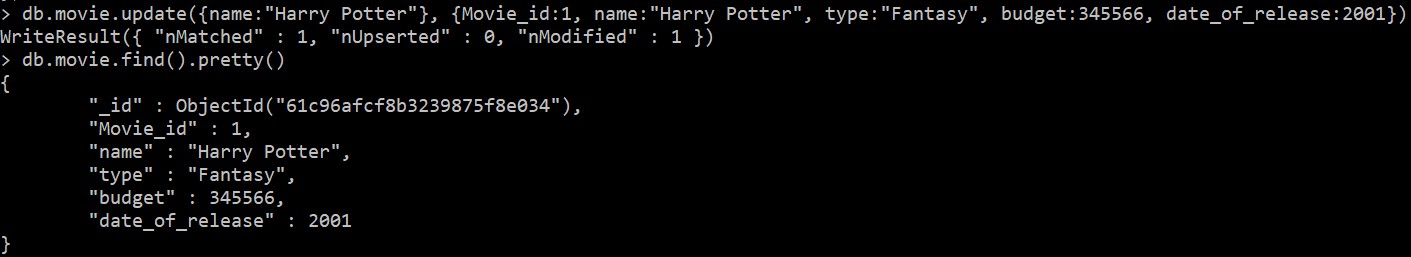 > db.movie.update({name:"Harry Potter"}, {Movie_id:1, name:"Harry Potter", type:"Fantasy", budget:345566, date_of_release:2001})
WriteResult({ "nMatched" : 1, "nUpserted" : 0, "nModified" : 1 })
> db.movie.find().pretty()
{
        "_id" : ObjectId("61c96afcf8b3239875f8e034"),
        "Movie_id" : 1,
        "name" : "Harry Potter",
        "type" : "Fantasy",
        "budget" : 345566,
        "date_of_release" : 2001
}